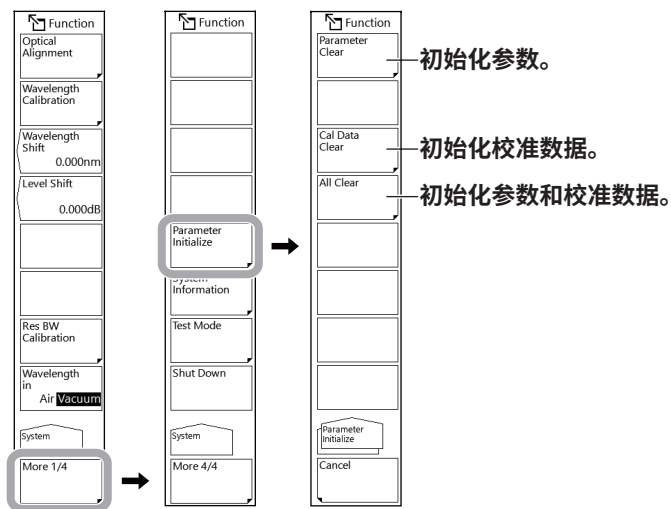 Function
Optical
Alignment
Wavelength
Calibration
Wavelength
Shift
0.000nm
Level Shift
0.000dB
Res BW
Calibration
Wavelength
in
Air Vacuum
System
More 1/4
Function
Parameter
Initialize
System
Information
Test Mode
Shut Down
System
More 4/4
Function
Parameter
Clear
初始化参数。
Cal Data
Clear
初始化校准数据。
All Clear
初始化参数和校准数据。
Parameter
Initialize
Cancel